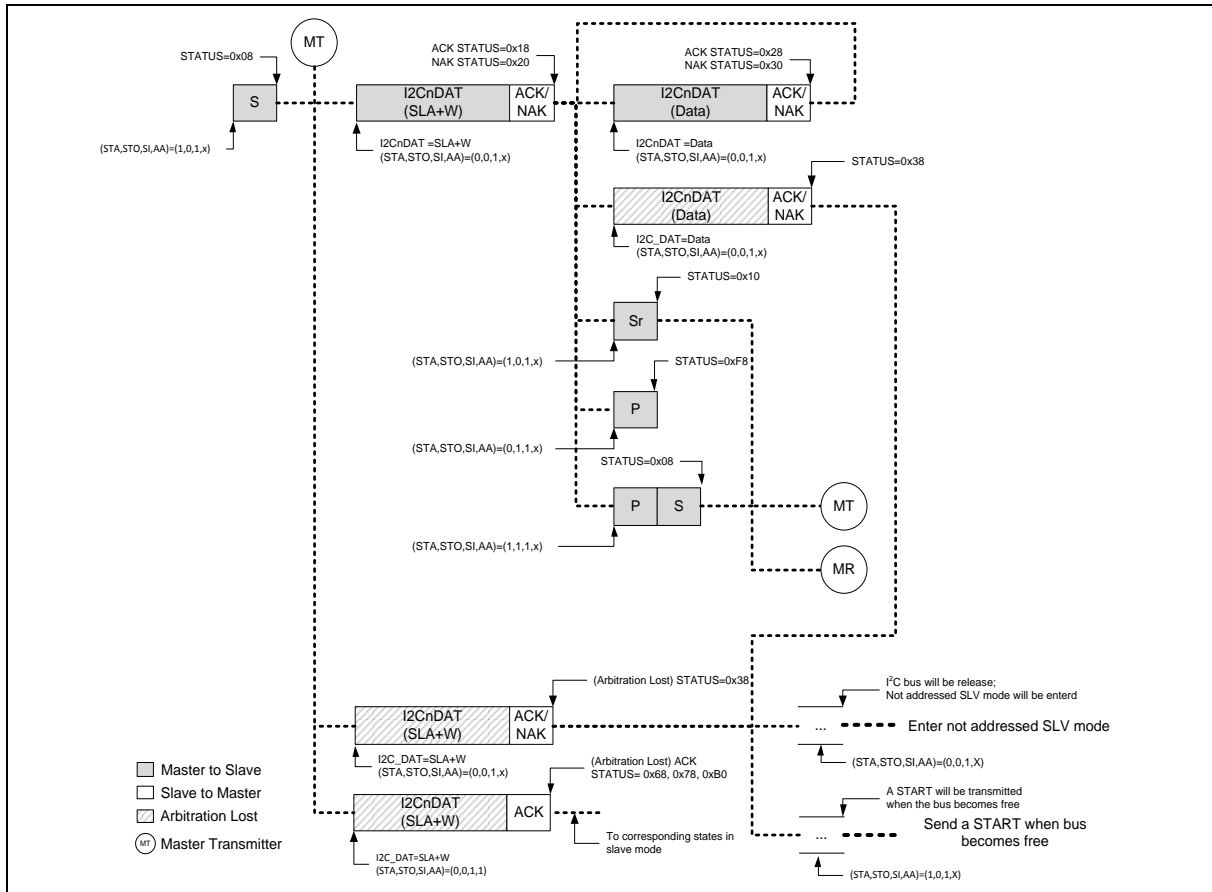 MT
STATUS=0x08
ACK STATUS=0x18
NAK STATUS=0x20
ACK STATUS=0x28
NAK STATUS=0x30
S
I2CnDAT
(SLA+W)
ACK/
NAK
I2CnDAT
(Data)
ACK/
NAK
(STA,STO,SI,AA)=(1,0,1,x)
I2CnDAT =SLA+W
(STA,STO,SI,AA)=(0,0,1,x)
I2CnDAT =Data
(STA,STO,SI,AA)=(0,0,1,x)
STATUS=0x38
I2CnDAT
(Data)
ACK/
NAK
I2C_DAT=Data
(STA,STO,SI,AA)=(0,0,1,x)
STATUS=0x10
Sr
(STA,STO,SI,AA)=(1,0,1,x)
STATUS=0xF8
P
(STA,STO,SI,AA)=(0,1,1,x)
STATUS=0x08
P
S
MT
(STA,STO,SI,AA)=(1,1,1,x)
MR
(Arbitration Lost) STATUS=0x38
I2C bus will be release;
Not addressed SLV mode will be enterd
I2CnDAT
(SLA+W)
ACK/
NAK
...
Enter not addressed SLV mode
I2C_DAT=SLA+W
(STA,STO,SI,AA)=(0,0,1,x)
(STA,STO,SI,AA)=(0,0,1,X)
(Arbitration Lost) ACK
STATUS= 0x68, 0x78, 0xB0
Master to Slave
Slave to Master
Arbitration Lost
MT
Master Transmitter
I2CnDAT
(SLA+W)
ACK
I2C_DAT=SLA+W
(STA,STO,SI,AA)=(0,0,1,1)
To corresponding states in
slave mode
A START will be transmitted
when the bus becomes free
...
Send a START when bus
becomes free
(STA,STO,SI,AA)=(1,0,1,X)